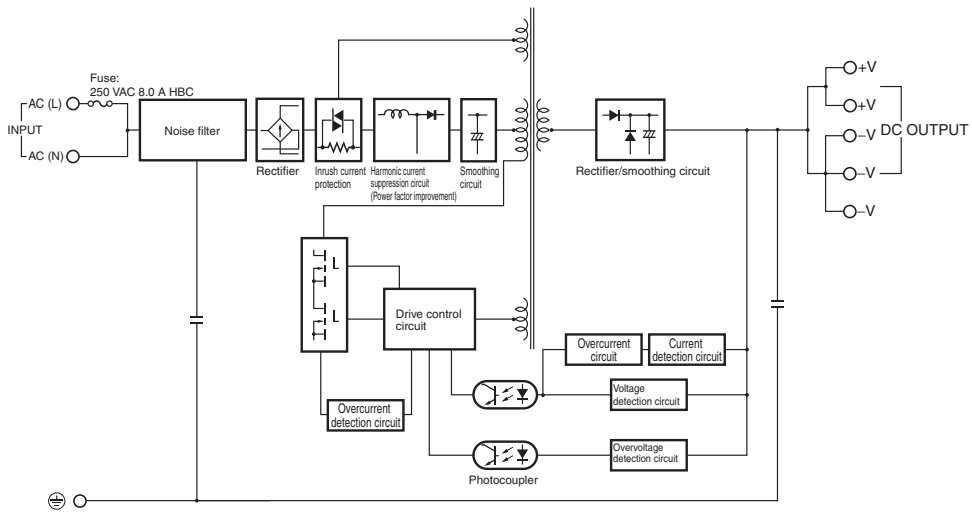 Fuse:
250 VAC 8.0 A HBC
AC (L)
INPUT
AC (N)
Noise filter
Rectifier
Inrush current
protection
Harmonic current
suppression circuit
(Power factor improvement)
Smoothing
circuit
Rectifier/smoothing circuit
+V
+V
–V
DC OUTPUT
–V
–V
Drive control
circuit
Overcurrent
detection circuit
Overcurrent
circuit
Current
detection circuit
Voltage
detection circuit
Overvoltage
detection circuit
Photocoupler